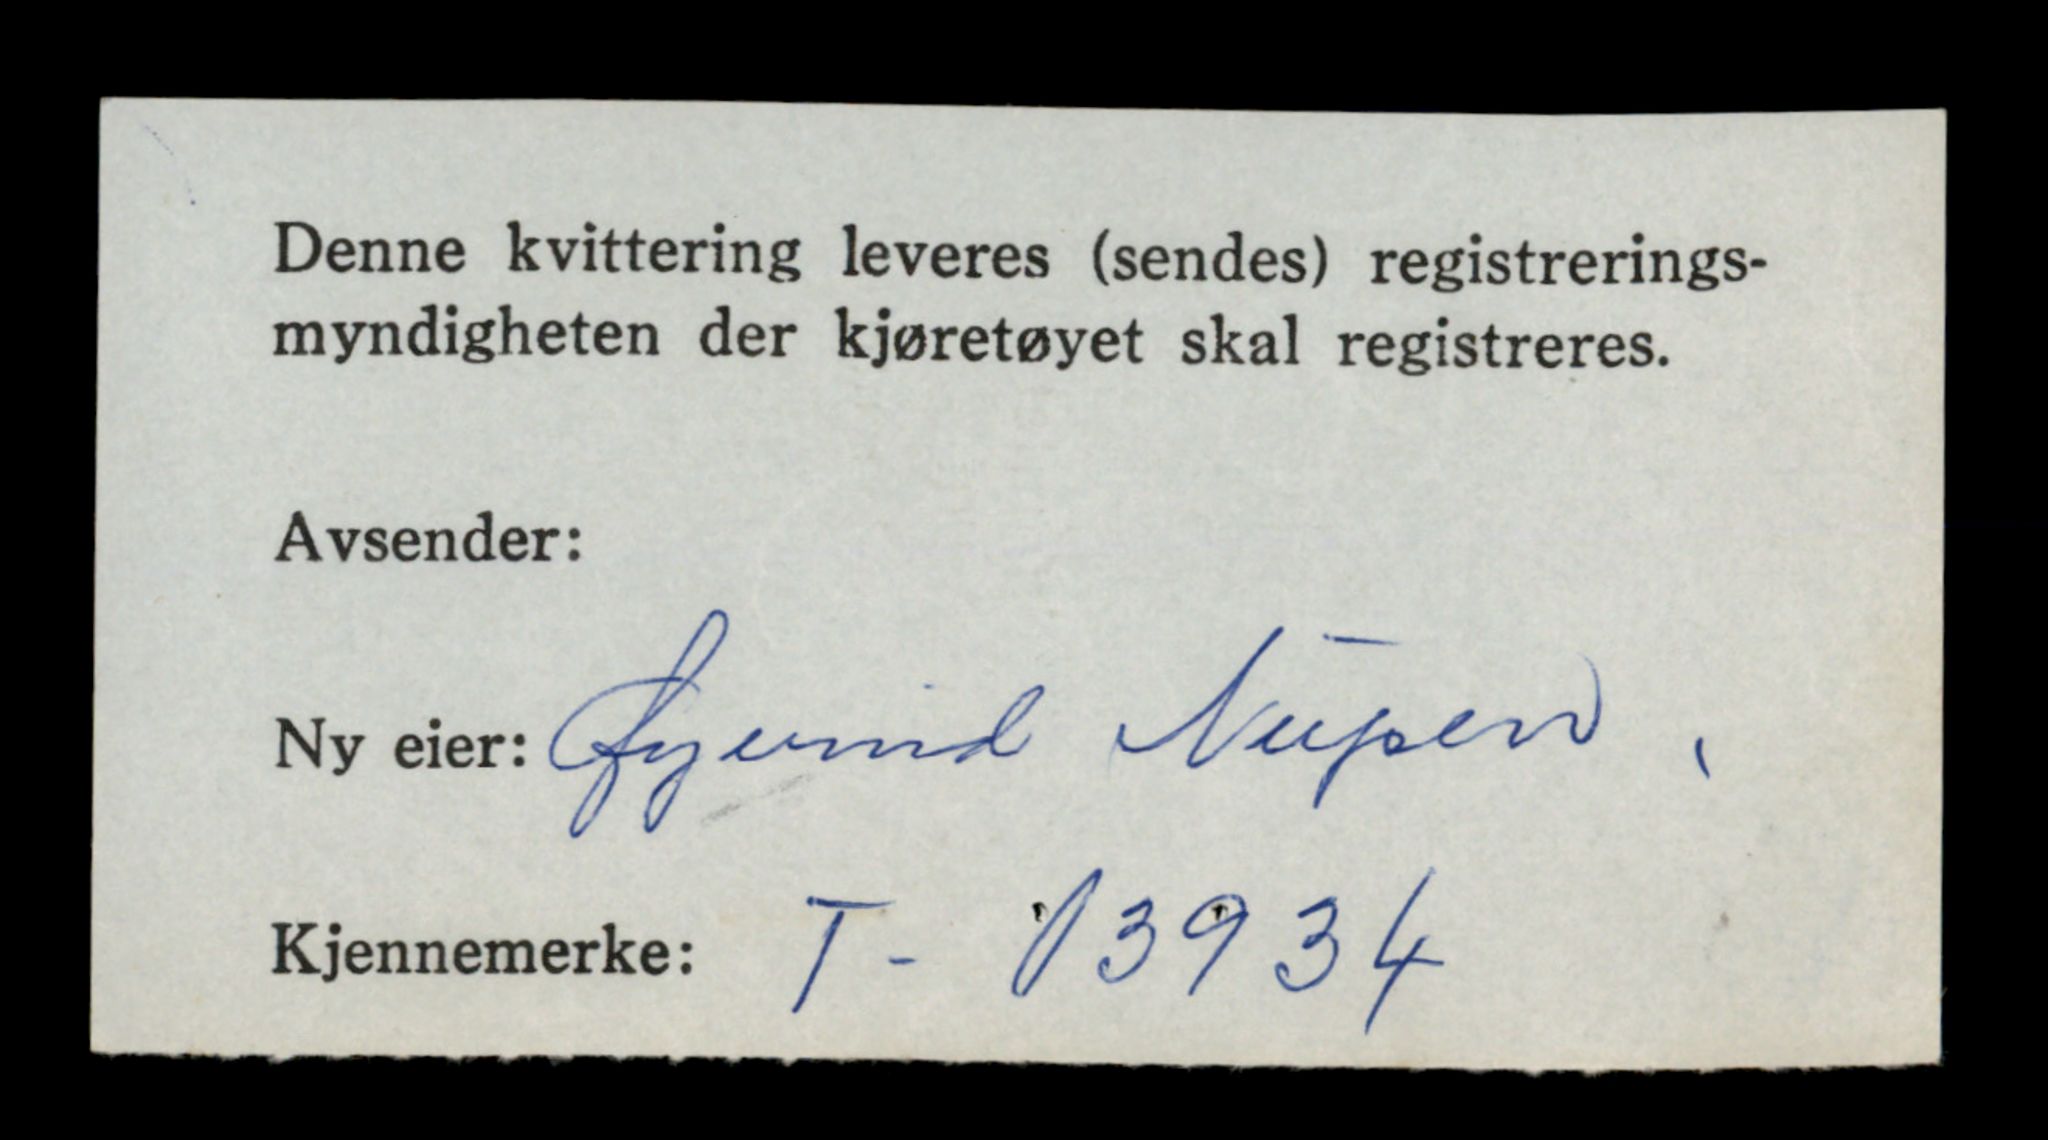 Denne kvittering leveres (sendes) registrerings-
myndigheten der kjøretøyet skal registreres.
Avsender:
Ny eier: Øyvind Nupen.
Kjennemerke: T- 13934